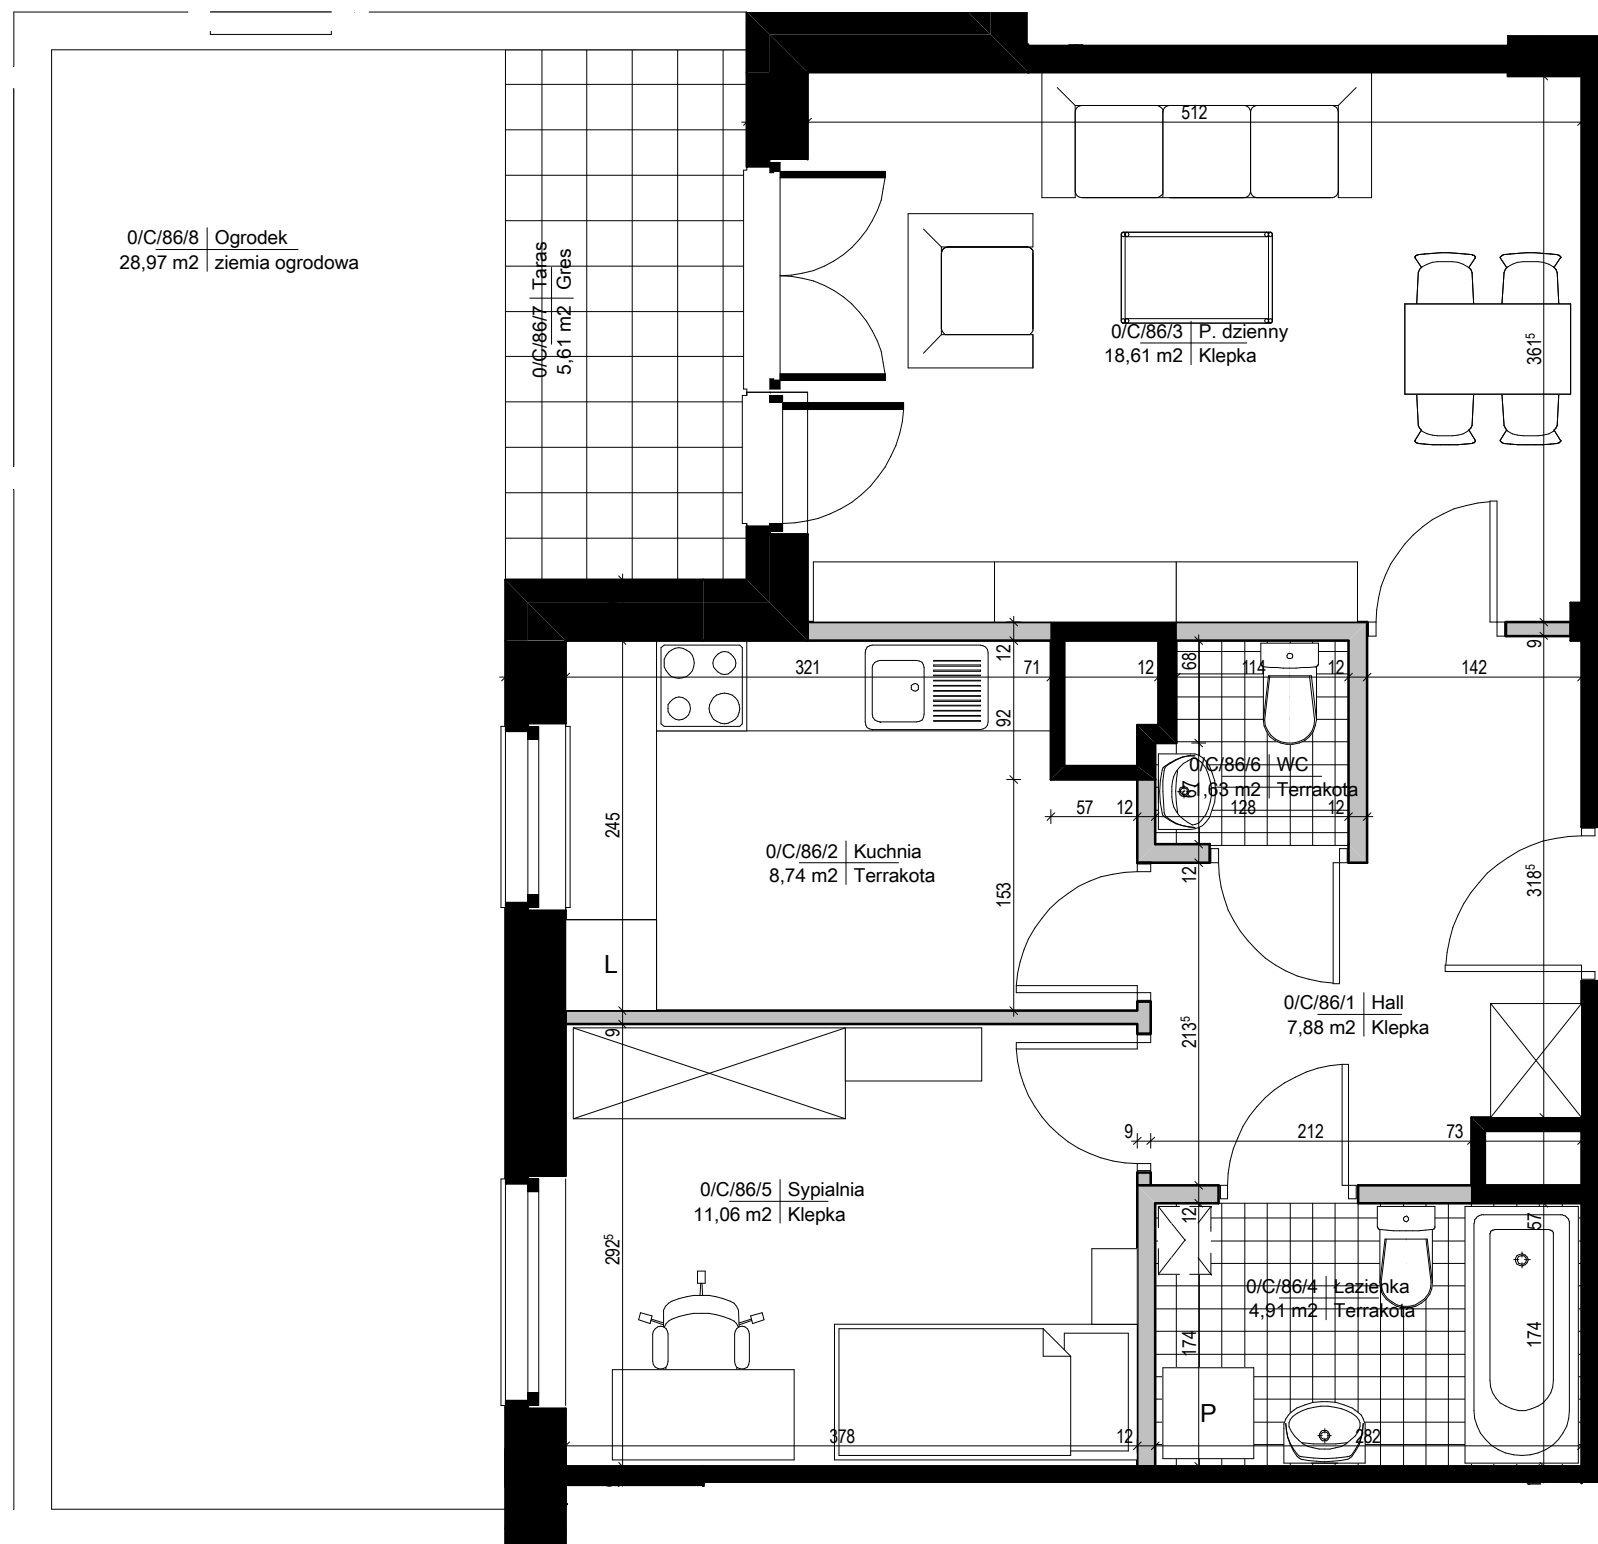 512
0/C/86/8 Ogrodek
28,97 m2 ziemia ogrodowa
0/C/86/7 Taras
5,61 m2 Gres
0/C/86/3 P. dzienny
18,61 m2 Klepka
361⁵
9
12
321
71
12
68
114
12
142
92
0/C/86/6 WC
1,63 m2 Terrakota
67
57
12
128
12
245
0/C/86/2 Kuchnia
8,74 m2 Terrakota
153
12
318⁵
L
0/C/86/1 Hall
7,88 m2 Klepka
9
213⁵
9
212
73
0/C/86/5 Sypialnia
11,06 m2 Klepka
12
57
292⁵
0/C/86/4 Łazienka
4,91 m2 Terrakota
174
174
P
378
12
282